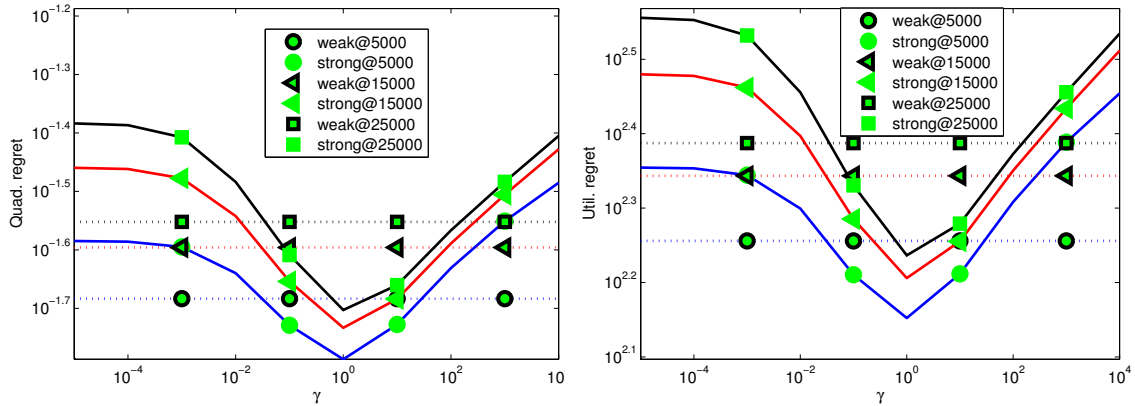 10^{-1.2}
10^{-1.3}
10^{-1.4}
10^{-1.5}
10^{-1.6}
10^{-1.7}
Quad. regret
weak@5000
strong@5000
weak@15000
strong@15000
weak@25000
strong@25000
10^{-4}
10^{-2}
10^{0}
10^{2}
10^{4}
γ
10^{2.5}
10^{2.4}
10^{2.3}
10^{2.2}
10^{2.1}
Util. regret
weak@5000
strong@5000
weak@15000
strong@15000
weak@25000
strong@25000
10^{-4}
10^{-2}
10^{0}
10^{2}
10^{4}
γ